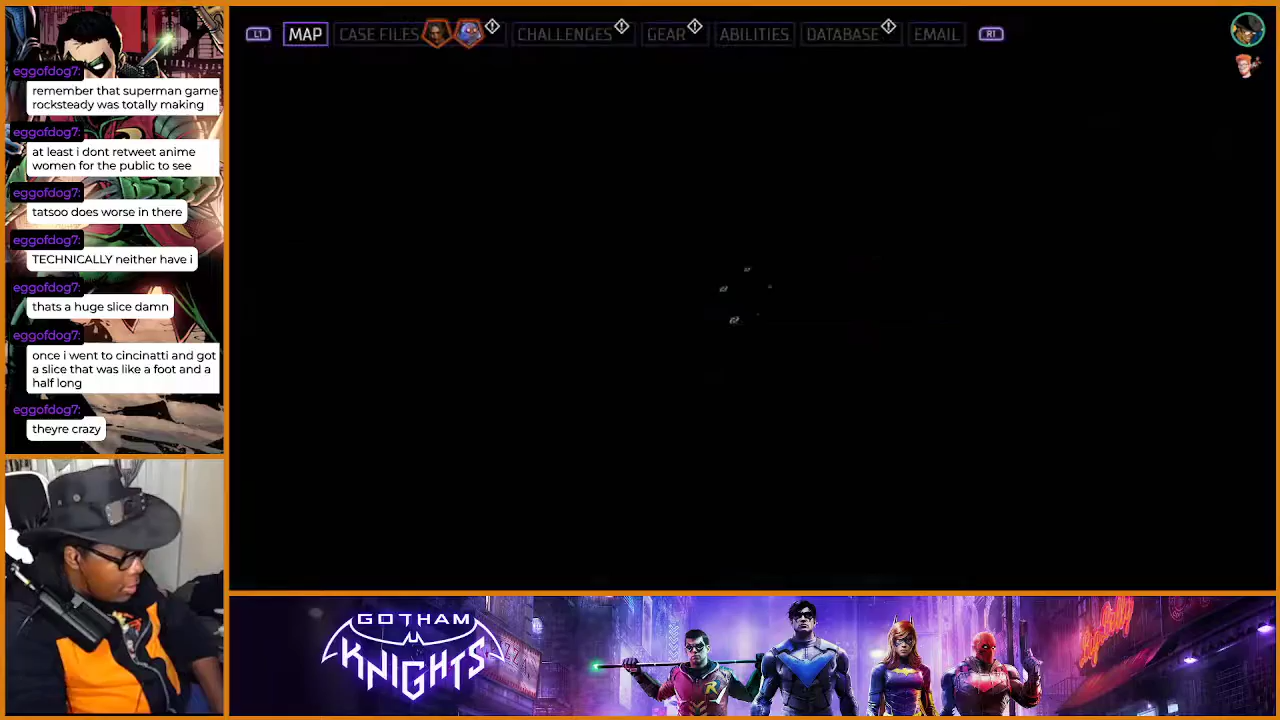 L1 MAP CASE FILES CHALLENGES GEAR ABILITIES DATABASE EMAIL R1
eggofdog7:
remember that superman game
rocksteady was totally making
eggofdog7:
at least i dont retweet anime
women for the public to see
eggofdog7:
tatsoo does worse in there
eggofdog7:
TECHNICALLY neither have i
eggofdog7:
thats a huge slice damn
eggofdog7:
once i went to cincinatti and got
a slice that was like a foot and a
half long
eggofdog7:
theyre crazy
GOTHAM
KNIGHTS